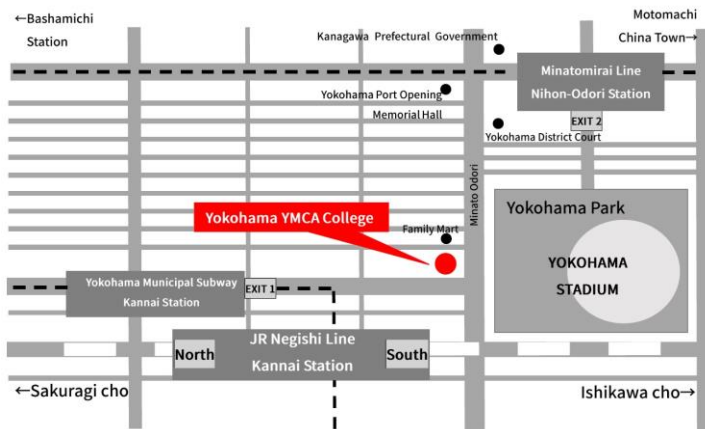 ←Bashamichi
Station
Motomachi
China Town→
Kanagawa Prefectural Government
Minatomirai Line
Nihon-Odori Station
EXIT 2
Yokohama Port Opening
Memorial Hall
Yokohama District Court
Minato Odori
Yokohama Park
YOKOHAMA
STADIUM
Yokohama YMCA College
Family Mart
Yokohama Municipal Subway
Kannai Station
EXIT 1
JR Negishi Line
Kannai Station
North
South
←Sakuragi cho
Ishikawa cho→